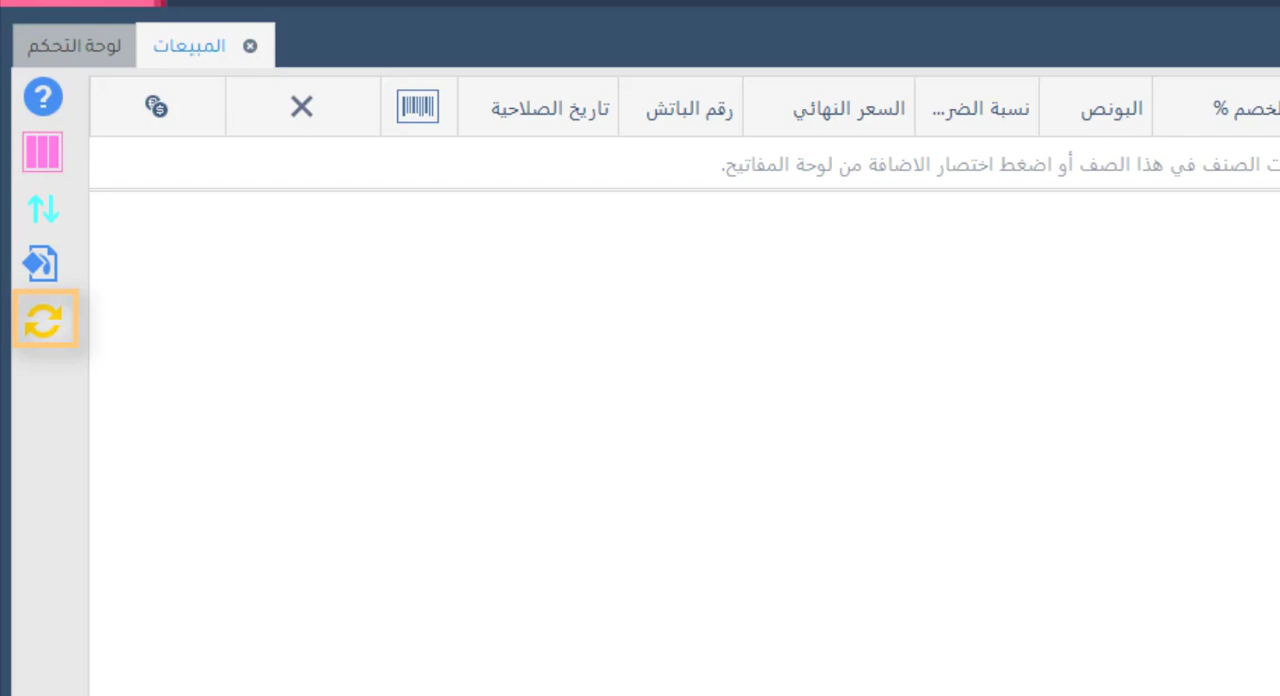 المبيعات
لوحة التحكم
الخصم % البونص نسبة الضر... السعر النهائي رقم الباتش تاريخ الصلاحية
الصنف في هذا الصف أو اضغط اختصار الاضافة من لوحة المفاتيح.